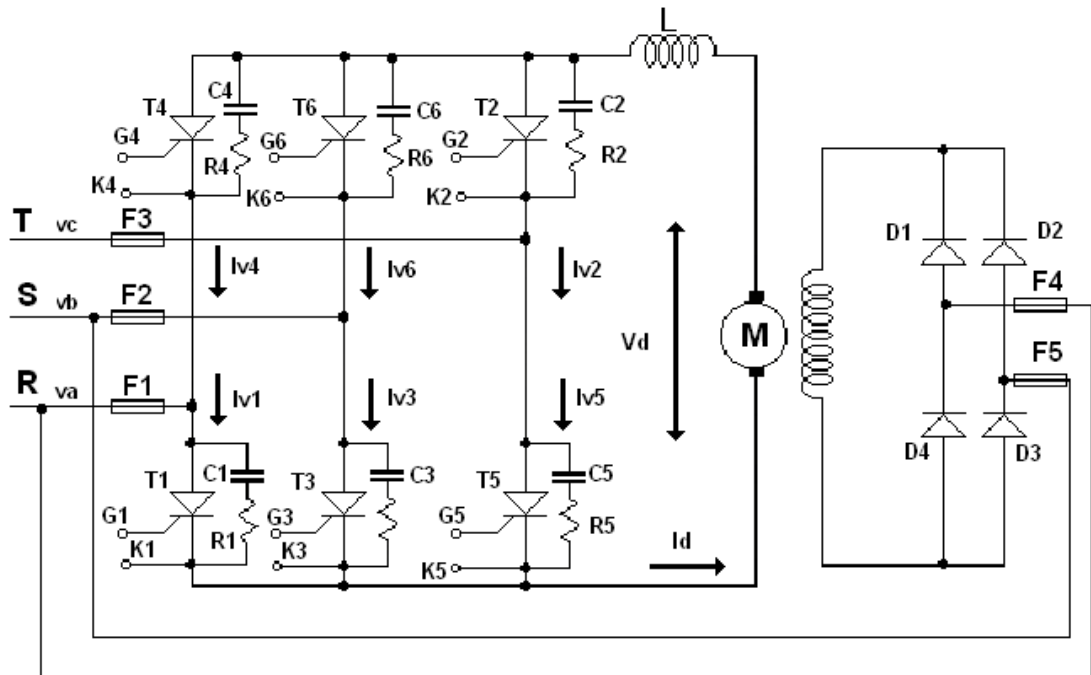 L
T4 C4 T6 C6 T2 C2
G4 R4 G6 R6 G2 R2
K4 K6 K2
T vc F3
Iv4 Iv6 Iv2
S vb F2
R va F1
Iv1 Iv3 Iv5
Vd
M
D1 D2
F4
F5
D4 D3
T1 C1 T3 C3 T5 C5
G1 R1 G3 G5 R5
K1 K3 K5
Id